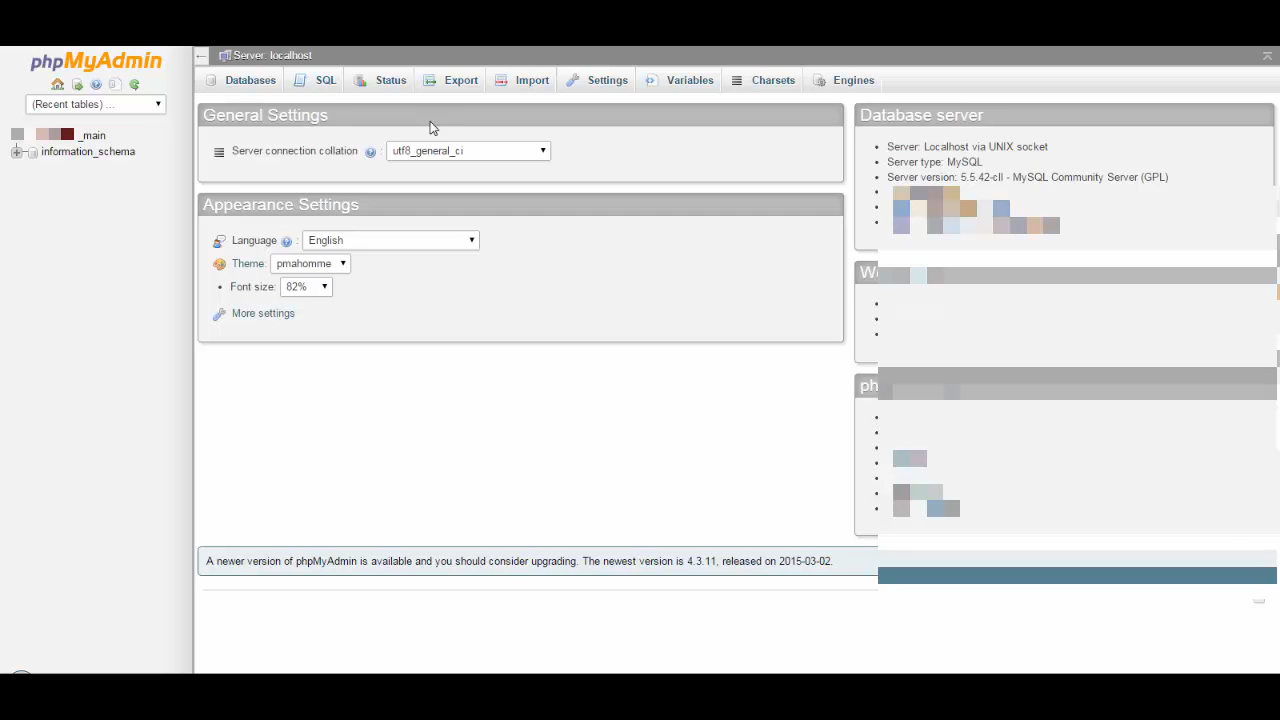 phpMyAdmin
(Recent tables) ...
_main
information_schema
Server: localhost
Databases SQL Status Export Import Settings Variables Charsets Engines
General Settings
Server connection collation : utf8_general_ci
Appearance Settings
Language : English
Theme: pmahomme
Font size: 82%
More settings
Database server
Server: Localhost via UNIX socket
Server type: MySQL
Server version: 5.5.42-cll - MySQL Community Server (GPL)
ph
A newer version of phpMyAdmin is available and you should consider upgrading. The newest version is 4.3.11, released on 2015-03-02.